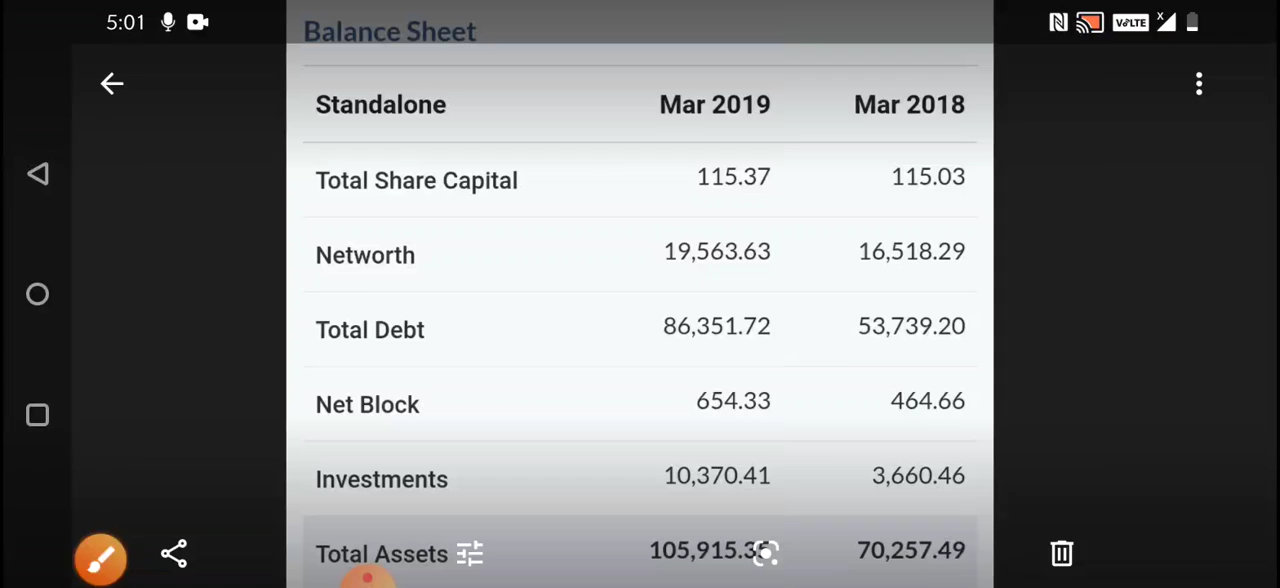 5:01
VoLTE
X
Balance Sheet
Standalone Mar 2019 Mar 2018
Total Share Capital 115.37 115.03
Networth 19,563.63 16,518.29
Total Debt 86,351.72 53,739.20
Net Block 654.33 464.66
Investments 10,370.41 3,660.46
Total Assets 70,257.49